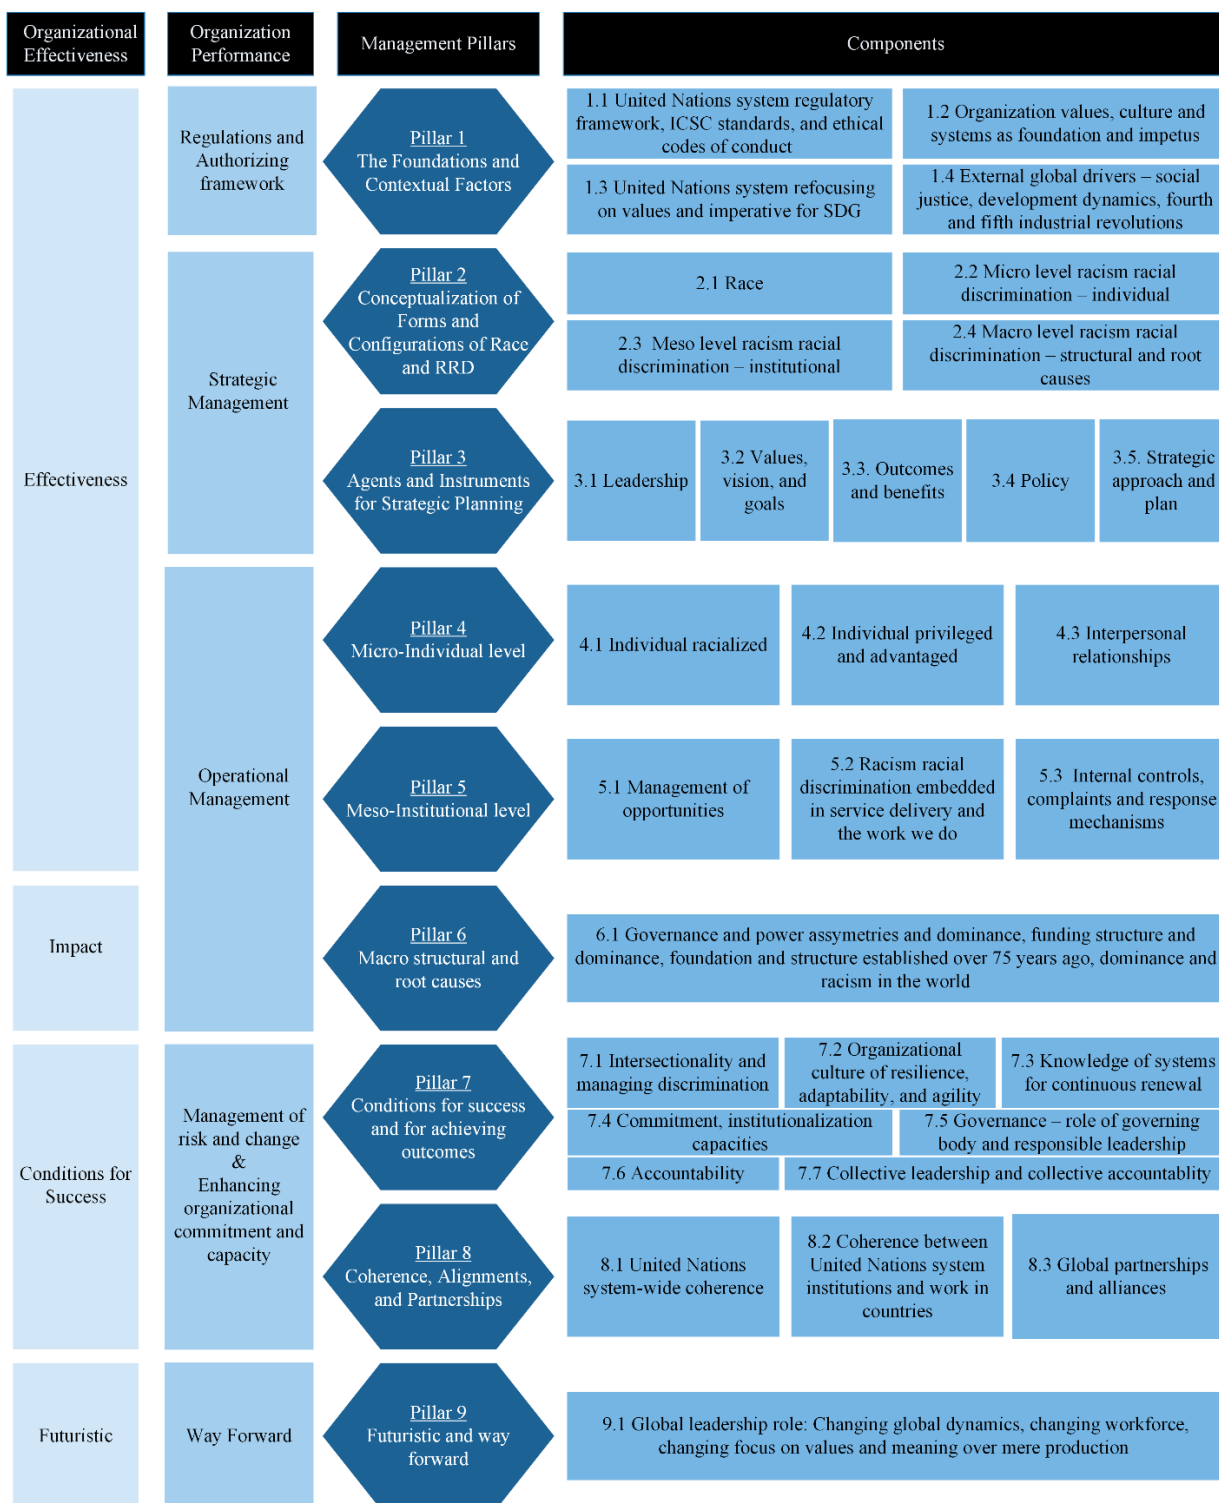 Organizational
Effectiveness
Organization
Performance
Management Pillars
Components
Effectiveness
Regulations and
Authorizing
framework
Pillar 1
The Foundations and
Contextual Factors
1.1 United Nations system regulatory
framework, ICSC standards, and ethical
codes of conduct
1.2 Organization values, culture and
systems as foundation and impetus
1.3 United Nations system refocusing
on values and imperative for SDG
1.4 External global drivers – social
justice, development dynamics, fourth
and fifth industrial revolutions
Strategic
Management
Pillar 2
Conceptualization of
Forms and
Configurations of Race
and RRD
2.1 Race
2.2 Micro level racism racial
discrimination – individual
2.3 Meso level racism racial
discrimination – institutional
2.4 Macro level racism racial
discrimination – structural and root
causes
Pillar 3
Agents and Instruments
for Strategic Planning
3.1 Leadership
3.2 Values,
vision, and
goals
3.3. Outcomes
and benefits
3.4 Policy
3.5. Strategic
approach and
plan
Operational
Management
Pillar 4
Micro-Individual level
4.1 Individual racialized
4.2 Individual privileged
and advantaged
4.3 Interpersonal
relationships
Pillar 5
Meso-Institutional level
5.1 Management of
opportunities
5.2 Racism racial
discrimination embedded
in service delivery and
the work we do
5.3 Internal controls,
complaints and response
mechanisms
Impact
Pillar 6
Macro structural and
root causes
6.1 Governance and power assymetries and dominance, funding structure and
dominance, foundation and structure established over 75 years ago, dominance and
racism in the world
Conditions for
Success
Management of
risk and change
&
Enhancing
organizational
commitment and
capacity
Pillar 7
Conditions for success
and for achieving
outcomes
7.1 Intersectionality and
managing discrimination
7.2 Organizational
culture of resilience,
adaptability, and agility
7.3 Knowledge of systems
for continuous renewal
7.4 Commitment, institutionalization
capacities
7.5 Governance – role of governing
body and responsible leadership
7.6 Accountability
7.7 Collective leadership and collective accountablity
Pillar 8
Coherence, Alignments,
and Partnerships
8.1 United Nations
system-wide coherence
8.2 Coherence between
United Nations system
institutions and work in
countries
8.3 Global partnerships
and alliances
Futuristic
Way Forward
Pillar 9
Futuristic and way
forward
9.1 Global leadership role: Changing global dynamics, changing workforce,
changing focus on values and meaning over mere production